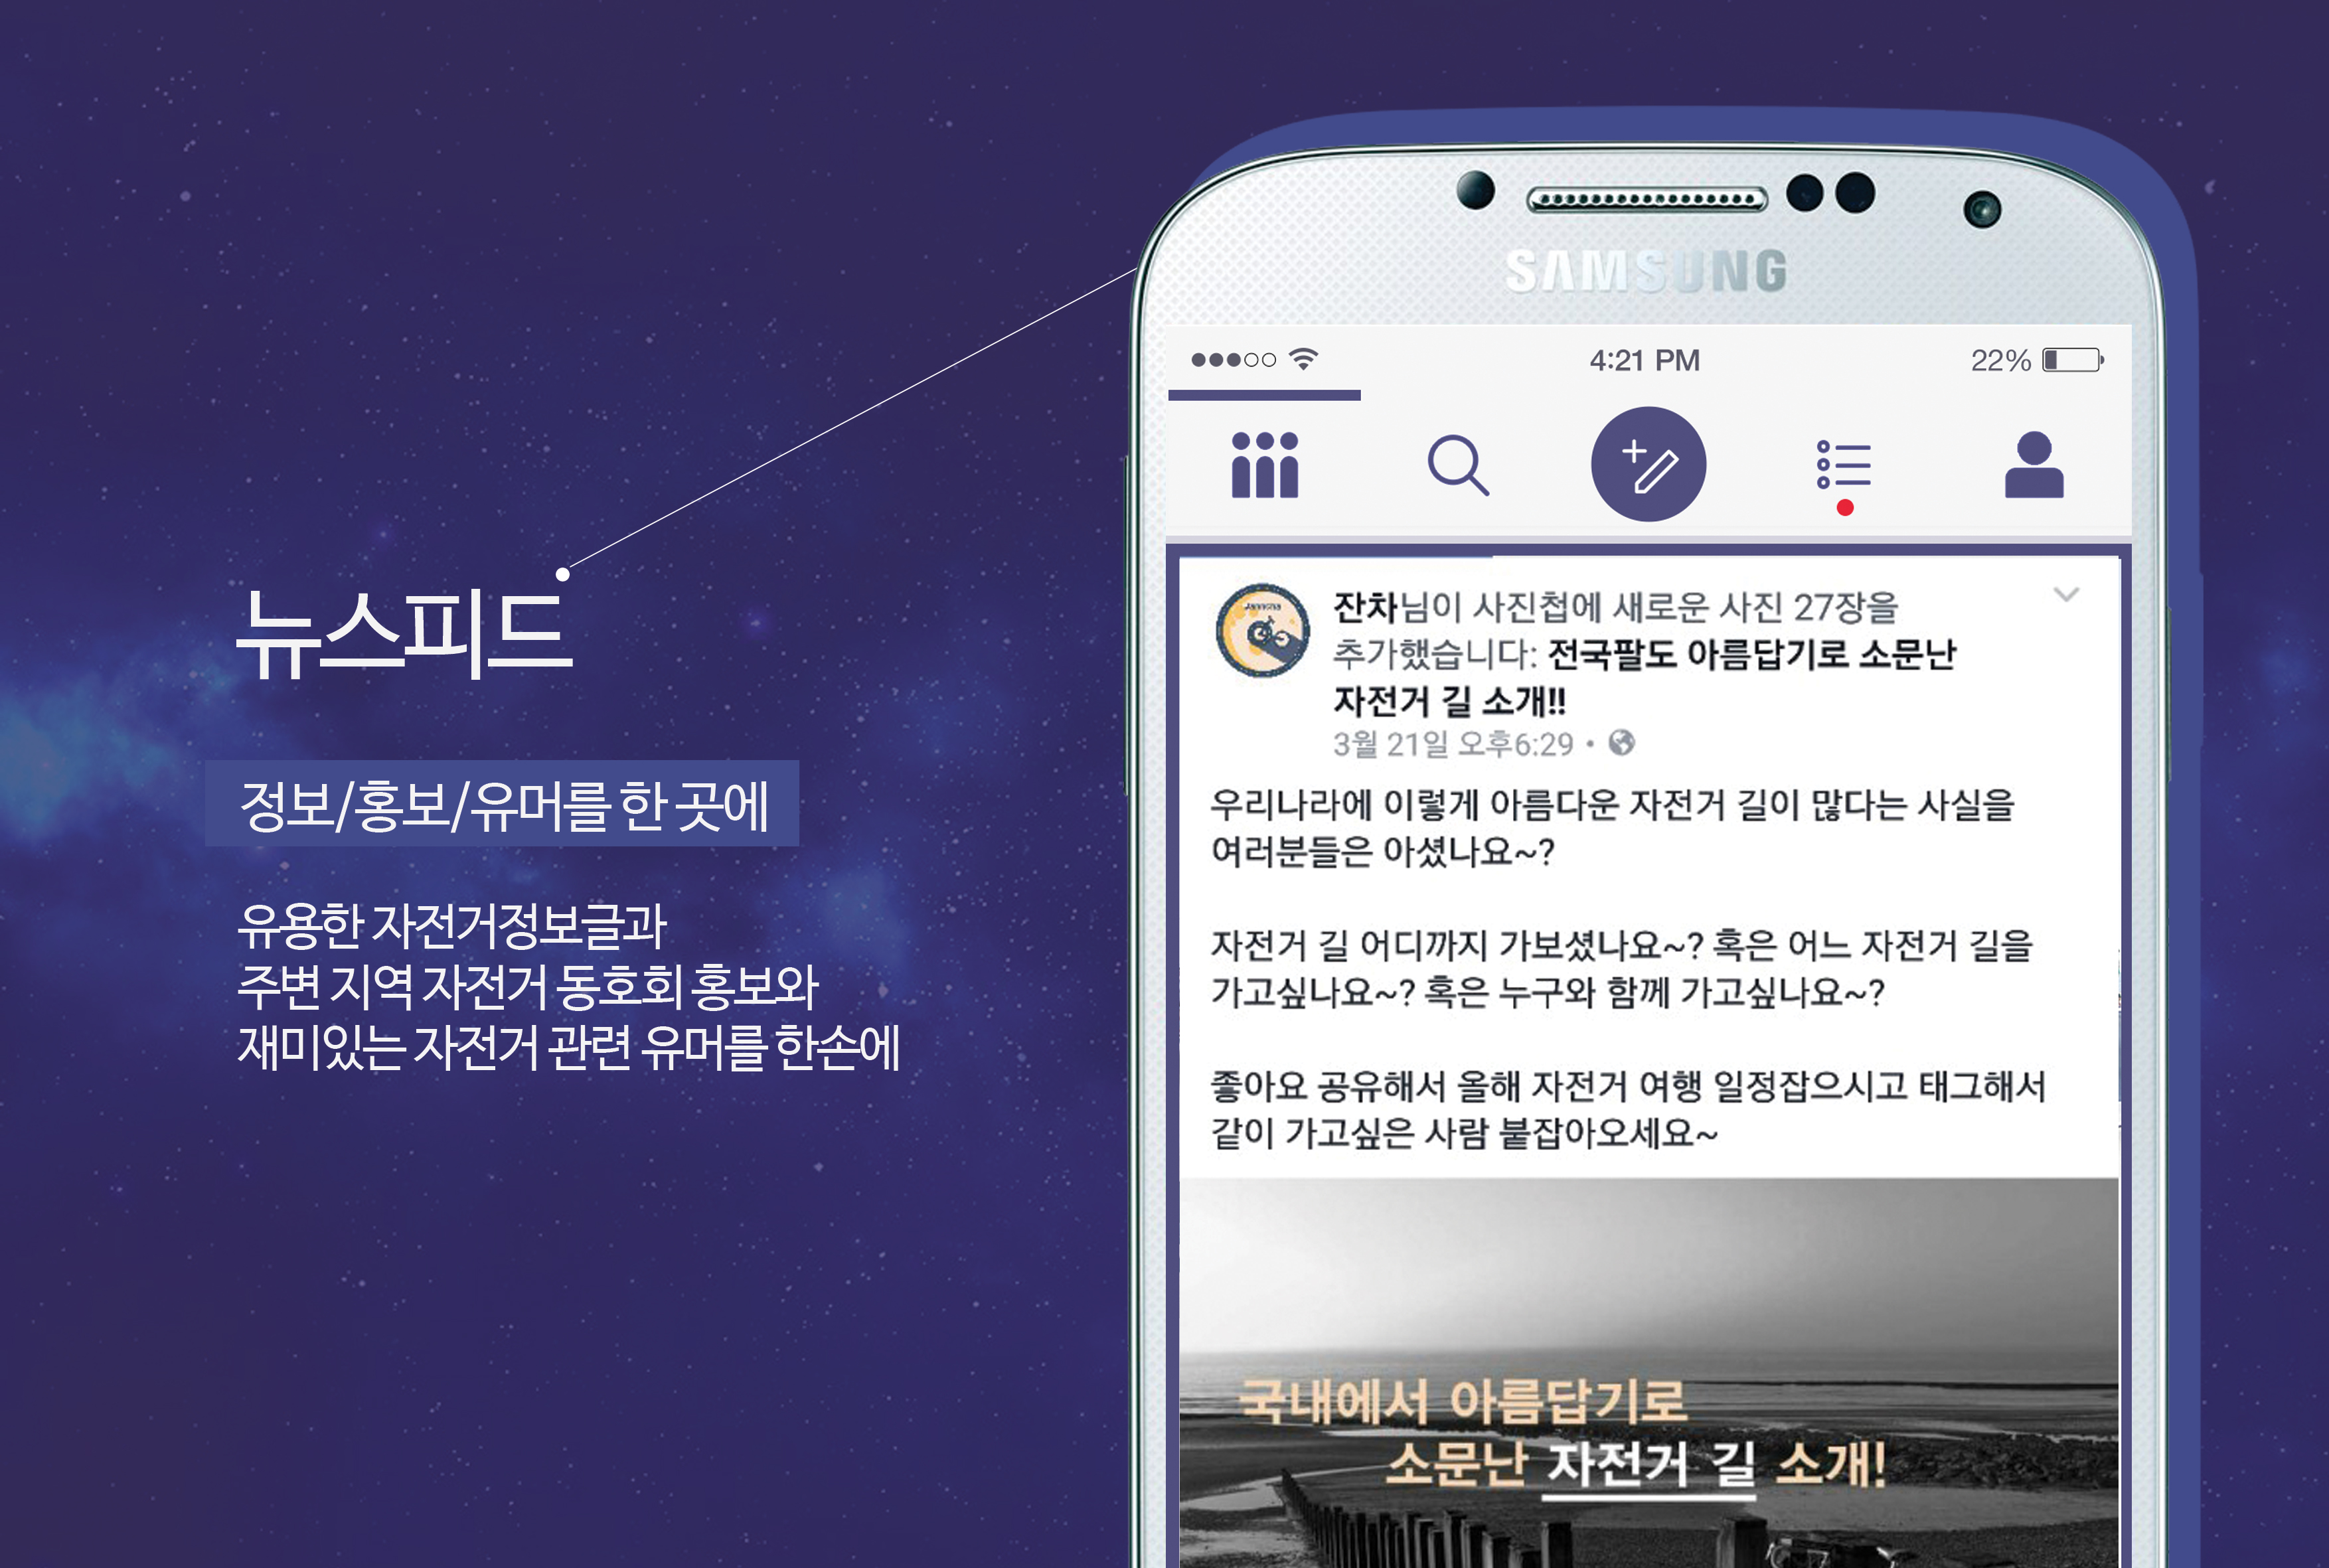 뉴스피드
정보/홍보/유머를 한 곳에
유용한 자전거정보글과
주변 지역 자전거 동호회 홍보와
재미있는 자전거 관련 유머를 한손에
SAMSUNG
4:21 PM
22%
잔차님이 사진첩에 새로운 사진 27장을
추가했습니다: 전국팔도 아름답기로 소문난
자전거 길 소개!!
3월 21일 오후6:29 •
우리나라에 이렇게 아름다운 자전거 길이 많다는 사실을
여러분들은 아셨나요~?
자전거 길 어디까지 가보셨나요~? 혹은 어느 자전거 길을
가고싶나요~? 혹은 누구와 함께 가고싶나요~?
좋아요 공유해서 올해 자전거 여행 일정잡으시고 태그해서
같이 가고싶은 사람 붙잡아오세요~
국내에서 아름답기로
소문난 자전거 길 소개!